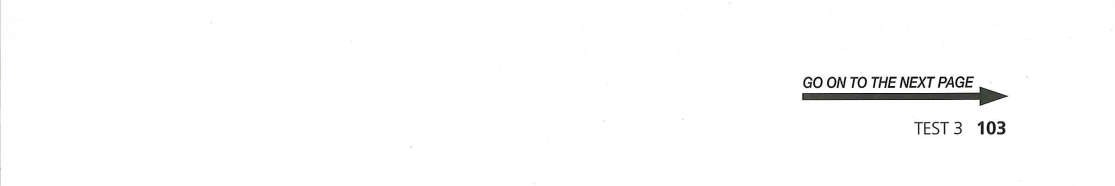 GO ON TO THE NEXT PAGE
TEST 3 103